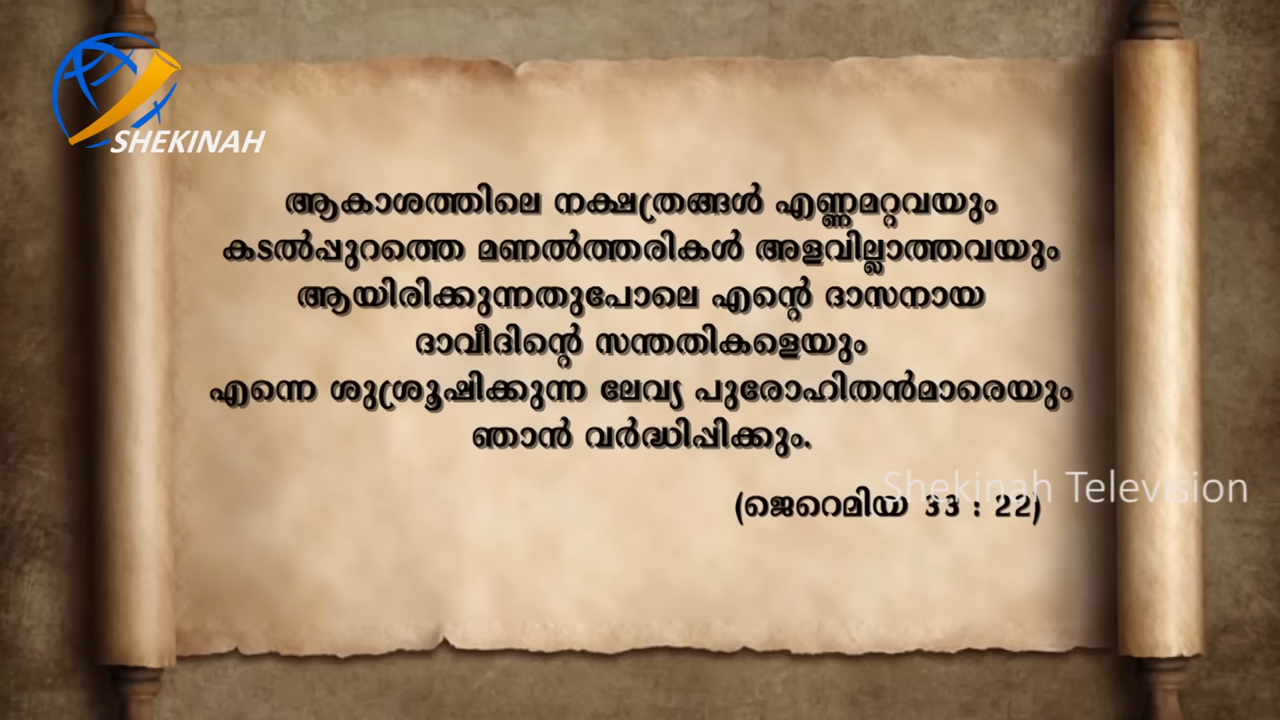 SHEKINAH
ആകാശത്തിലെ നക്ഷത്രങ്ങൾ എണ്ണമറ്റവയും
കടൽപ്പുറത്തെ മണൽത്തരികൾ അളവില്ലാത്തവയും
ആയിരിക്കുന്നതുപോലെ എന്റെ ദാസനായ
ദാവീദിന്റെ സന്തതികളെയും
എന്നെ ശുശ്രൂഷിക്കുന്ന ലേവ്യ പുരോഹിതൻമാരെയും
ഞാൻ വർദ്ധിപ്പിക്കും.
Shekinah Television
(ജെറെമിയ 33 : 22)